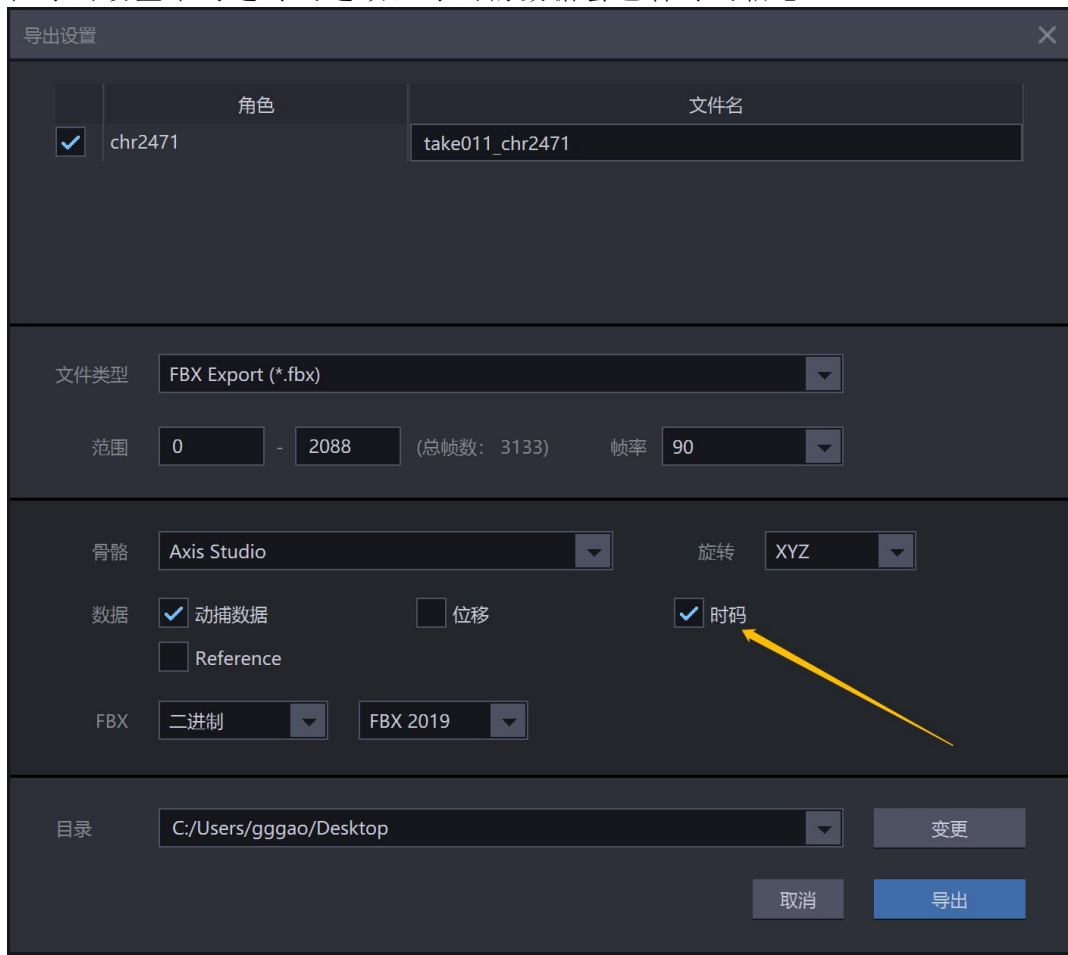 导出设置
角色 文件名
chr2471 take011_chr2471
文件类型 FBX Export (*.fbx)
范围 0 - 2088 (总帧数: 3133) 帧率 90
骨骼 Axis Studio 旋转 XYZ
数据 动捕数据 位移 时码
Reference
FBX 二进制 FBX 2019
目录 C:/Users/gggao/Desktop 变更
取消 导出